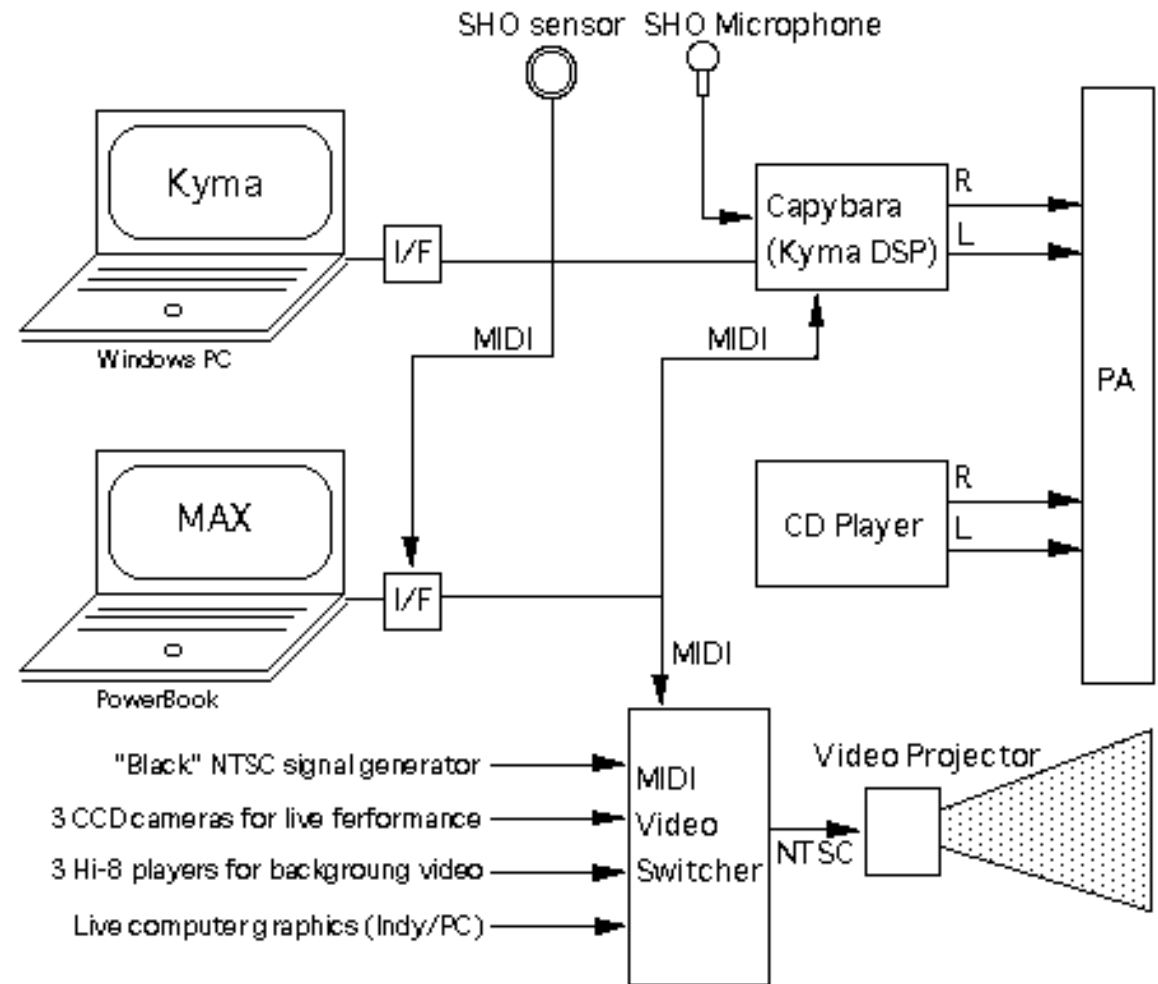 SHO sensor SHO Microphone
Kyma
I/F
Windows PC
Capybara
(Kyma DSP)
R
L
PA
MIDI
MIDI
MAX
I/F
PowerBook
CD Player
R
L
MIDI
"Black" NTSC signal generator
3 CCD cameras for live ferformance
3 Hi-8 players for backgroung video
Live computer graphics (Indy/PC)
MIDI
Video
Switcher
NTSC
Video Projector